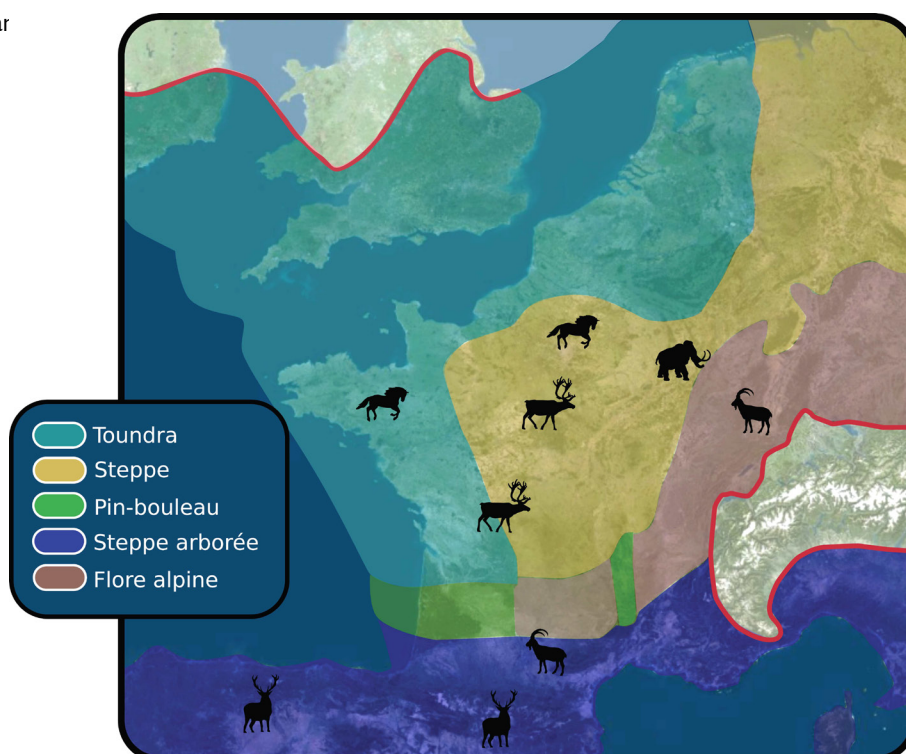 Toundra
Steppe
Pin-bouleau
Steppe arborée
Flore alpine